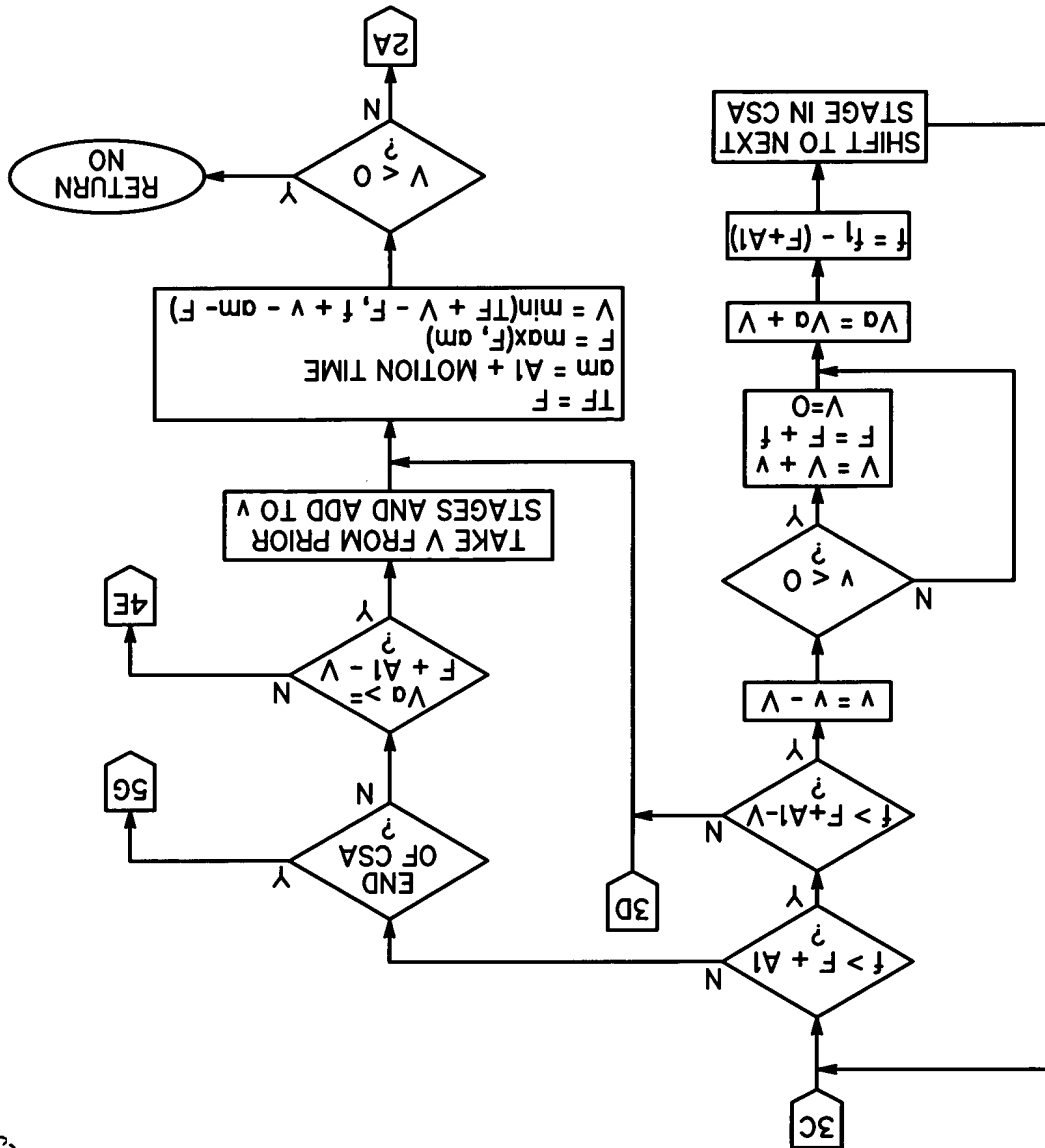 3C
f > F + A1
?
N
Y
3D
f > F+A1-V
?
N
Y
v = v - V
v < 0
?
N
Y
V = V + v
F = F + f
V=0
Va = Va + V
f = f₁ - (F+A1)
SHIFT TO NEXT
STAGE IN CSA
END
OF CSA
?
Y
N
5G
Va >=
F + A1 - V
?
N
Y
4E
TAKE V FROM PRIOR
STAGES AND ADD TO v
TF = F
am = A1 + MOTION TIME
F = max(F, am)
V = min(TF + V - F, f + v - am- F)
V < 0
?
Y
N
RETURN
NO
2A